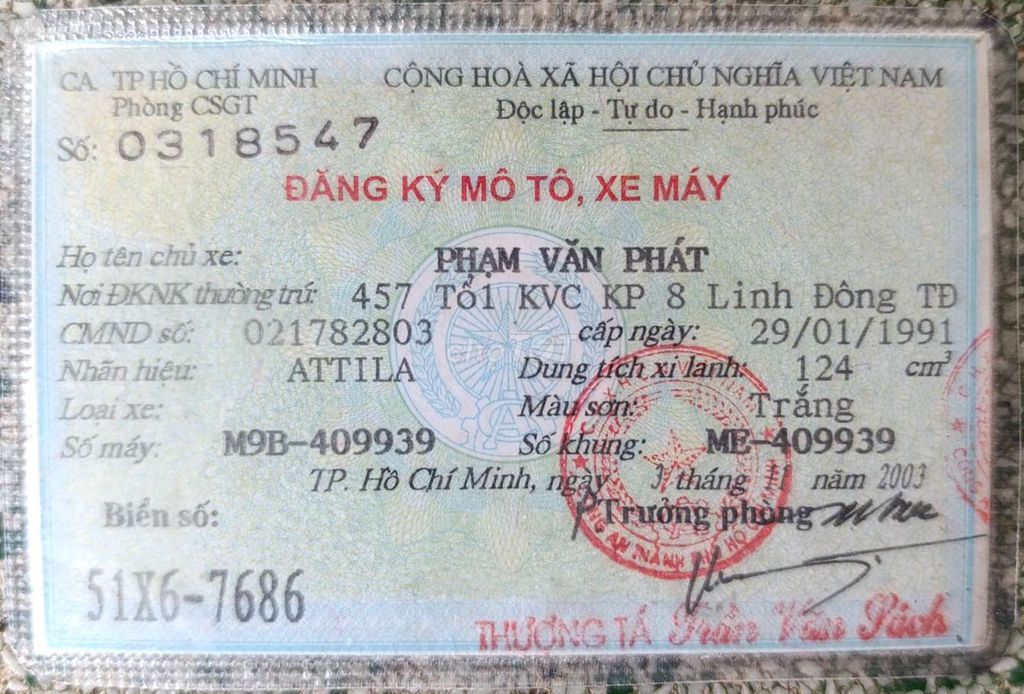 CA TP HỒ CHÍ MINH CỘNG HOÀ XÃ HỘI CHỦ NGHĨA VIỆT NAM
Phòng CSGT Độc lập - Tự do - Hạnh phúc
Số: 0318547
ĐĂNG KÝ MÔ TÔ, XE MÁY
Họ tên chủ xe: PHẠM VĂN PHÁT
Nơi ĐKNK thường trú: 457 Tổ1 KVC KP 8 Linh Đông TĐ
CMND số: 021782803 cấp ngày: 29/01/1991
Nhãn hiệu: ATTILA Dung tích xi lanh: 124 cm³
Loại xe: Màu sơn: Trắng
Số máy: M9B-409939 Số khung: ME-409939
TP. Hồ Chí Minh, ngày 3 tháng 11 năm 2003
Biển số: Trưởng phòng
51X6-7686
THƯỢNG TÁ Trần Văn